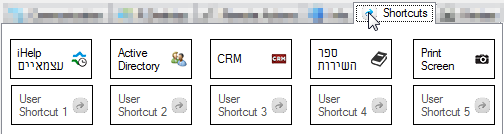 Shortcuts
iHelp
עצמאיים
Active
Directory
CRM
CRM
ספר
השירות
Print
Screen
User
Shortcut 1
User
Shortcut 2
User
Shortcut 3
User
Shortcut 4
User
Shortcut 5